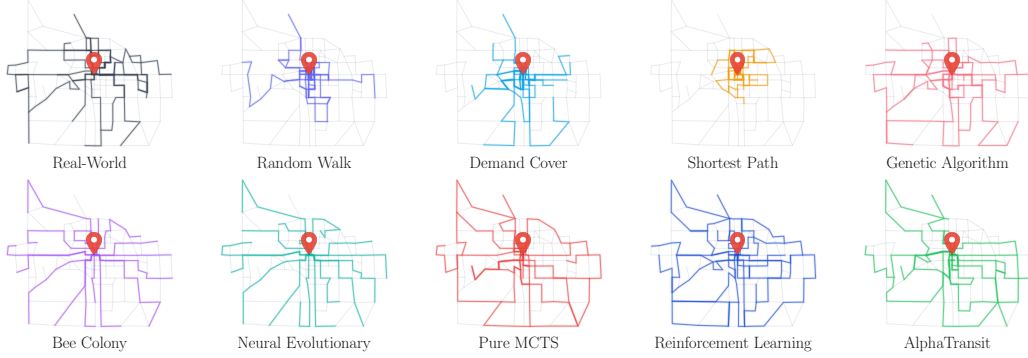 Real-World
Random Walk
Demand Cover
Shortest Path
Genetic Algorithm
Bee Colony
Neural Evolutionary
Pure MCTS
Reinforcement Learning
AlphaTransit